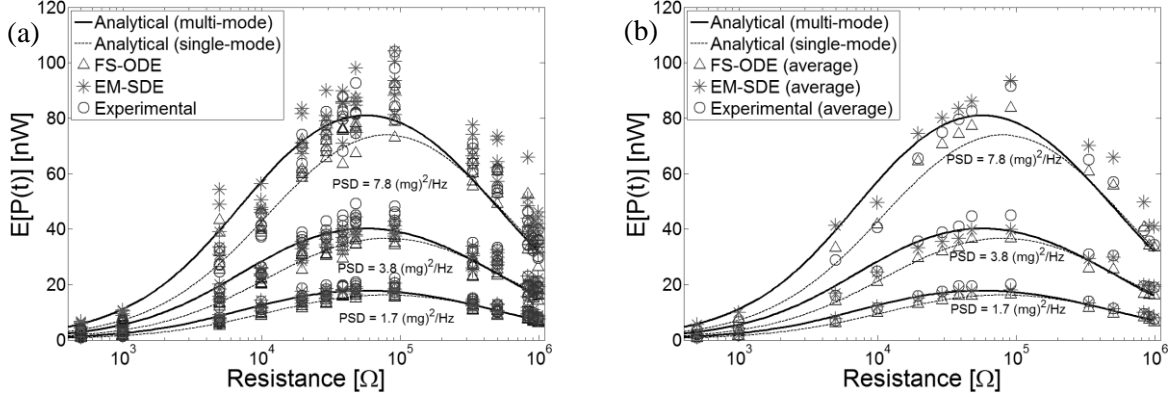 (a)
120
100
80
60
40
20
0
E[P(t)] [nW]
Analytical (multi-mode)
Analytical (single-mode)
FS-ODE
EM-SDE
Experimental
PSD = 7.8 (mg)²/Hz
PSD = 3.8 (mg)²/Hz
PSD = 1.7 (mg)²/Hz
10³ 10⁴ 10⁵ 10⁶
Resistance [Ω]
(b)
120
100
80
60
40
20
0
E[P(t)] [nW]
Analytical (multi-mode)
Analytical (single-mode)
FS-ODE (average)
EM-SDE (average)
Experimental (average)
PSD = 7.8 (mg)²/Hz
PSD = 3.8 (mg)²/Hz
PSD = 1.7 (mg)²/Hz
10³ 10⁴ 10⁵ 10⁶
Resistance [Ω]